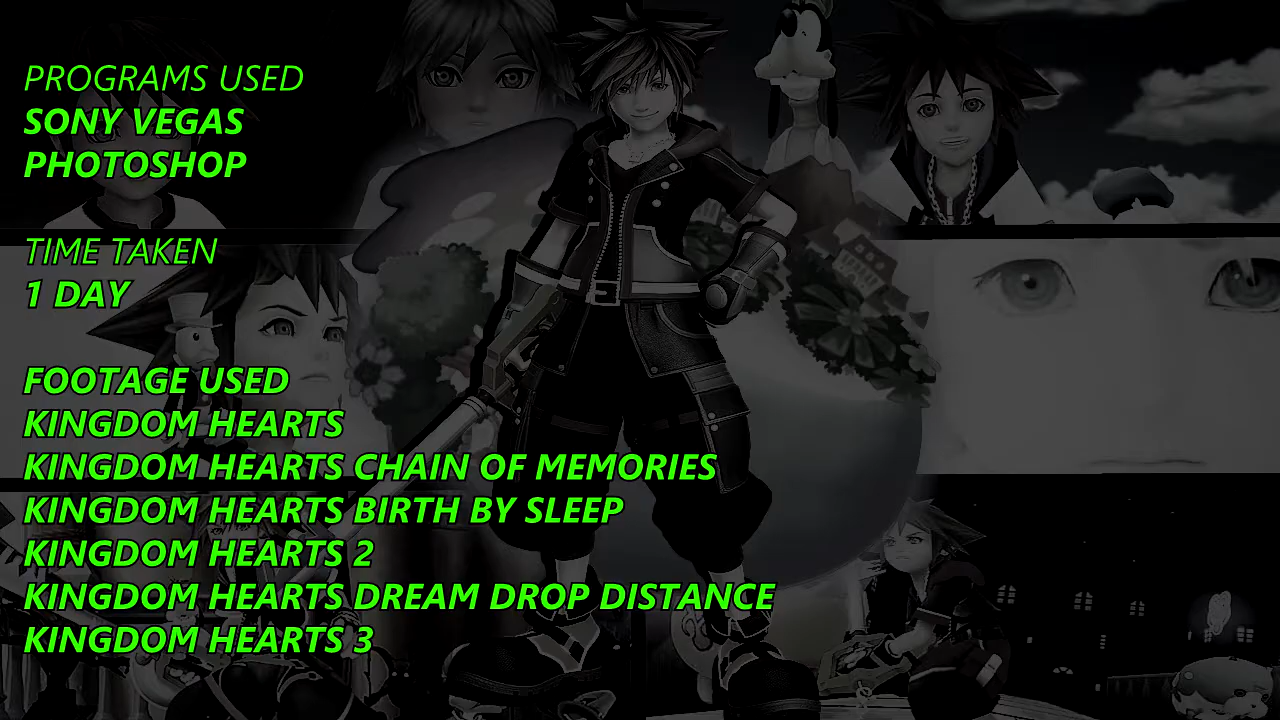 PROGRAMS USED
SONY VEGAS
PHOTOSHOP
TIME TAKEN
1 DAY
FOOTAGE USED
KINGDOM HEARTS
KINGDOM HEARTS CHAIN OF MEMORIES
KINGDOM HEARTS BIRTH BY SLEEP
KINGDOM HEARTS 2
KINGDOM HEARTS DREAM DROP DISTANCE
KINGDOM HEARTS 3